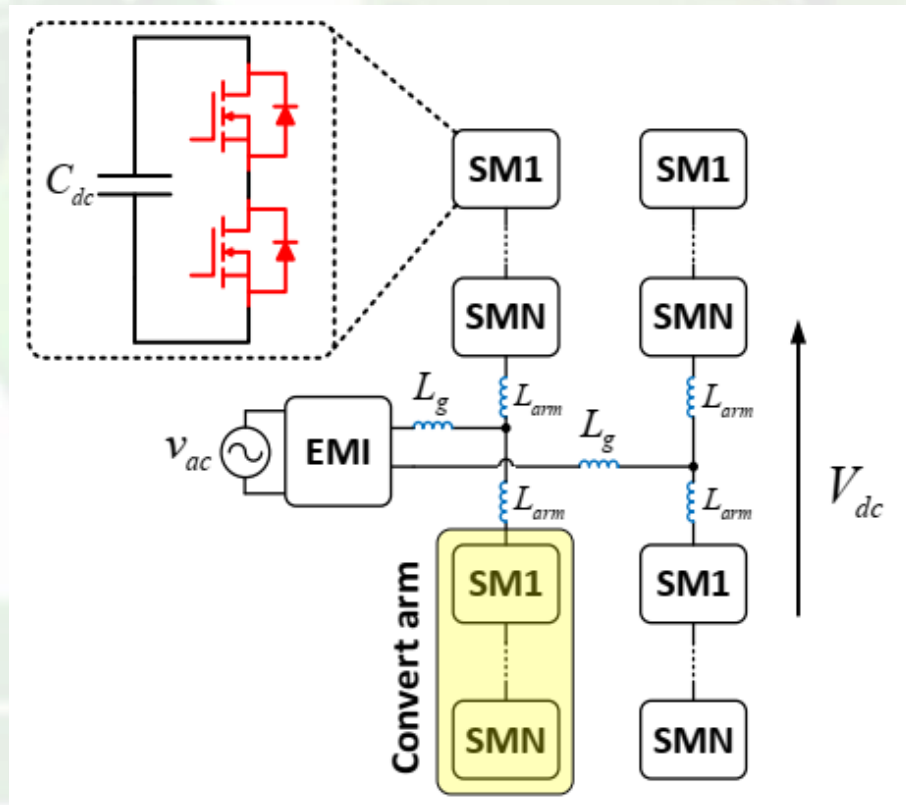 C_dc
SM1
SM1
SMN
SMN
L_g
L_arm
L_arm
v_ac
EMI
L_g
L_arm
L_arm
V_dc
Convert arm
SM1
SM1
SMN
SMN